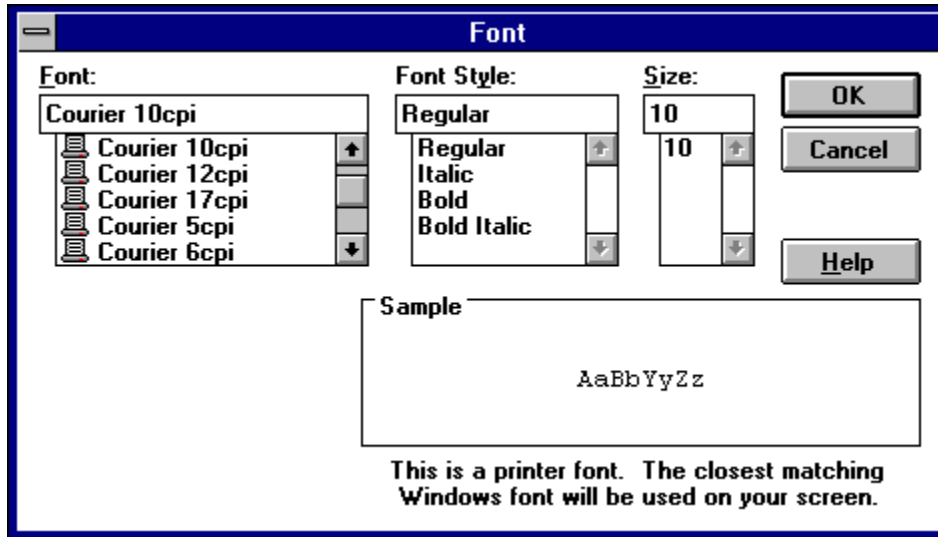 Font
Font:
Courier 10cpi
Courier 10cpi
Courier 12cpi
Courier 17cpi
Courier 5cpi
Courier 6cpi
Font Style:
Regular
Regular
Italic
Bold
Bold Italic
Size:
10
10
OK
Cancel
Help
Sample
AaBbYyZz
This is a printer font. The closest matching
Windows font will be used on your screen.